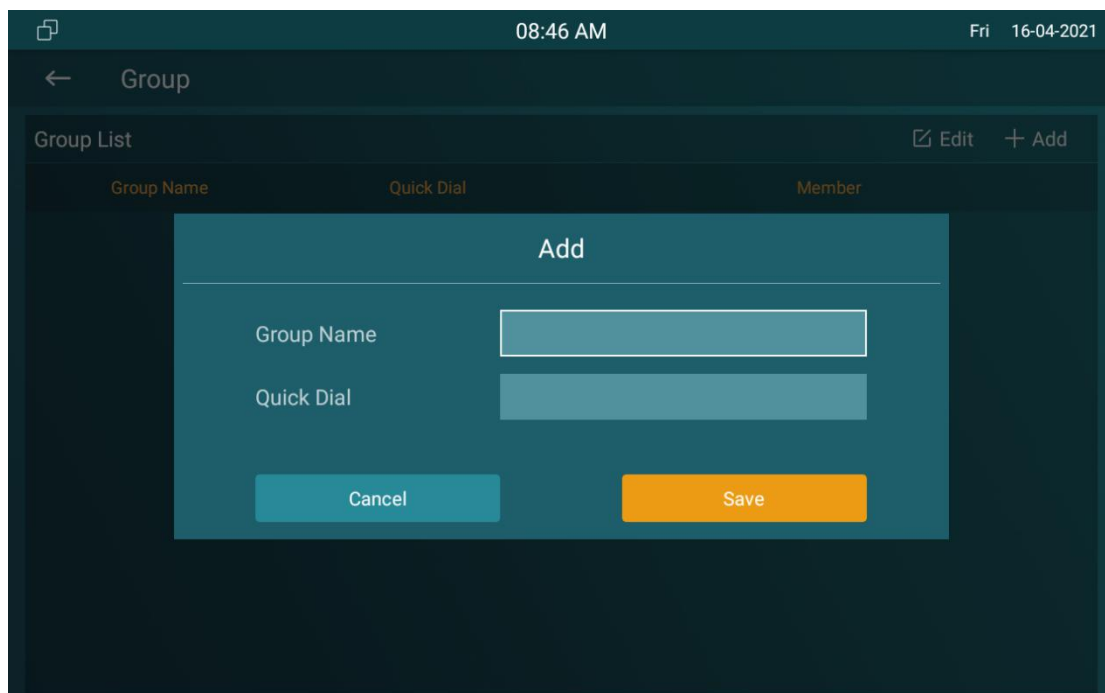 08:46 AM Fri 16-04-2021
Group
Group List Edit Add
Group Name Quick Dial Member
Add
Group Name
Quick Dial
Cancel Save